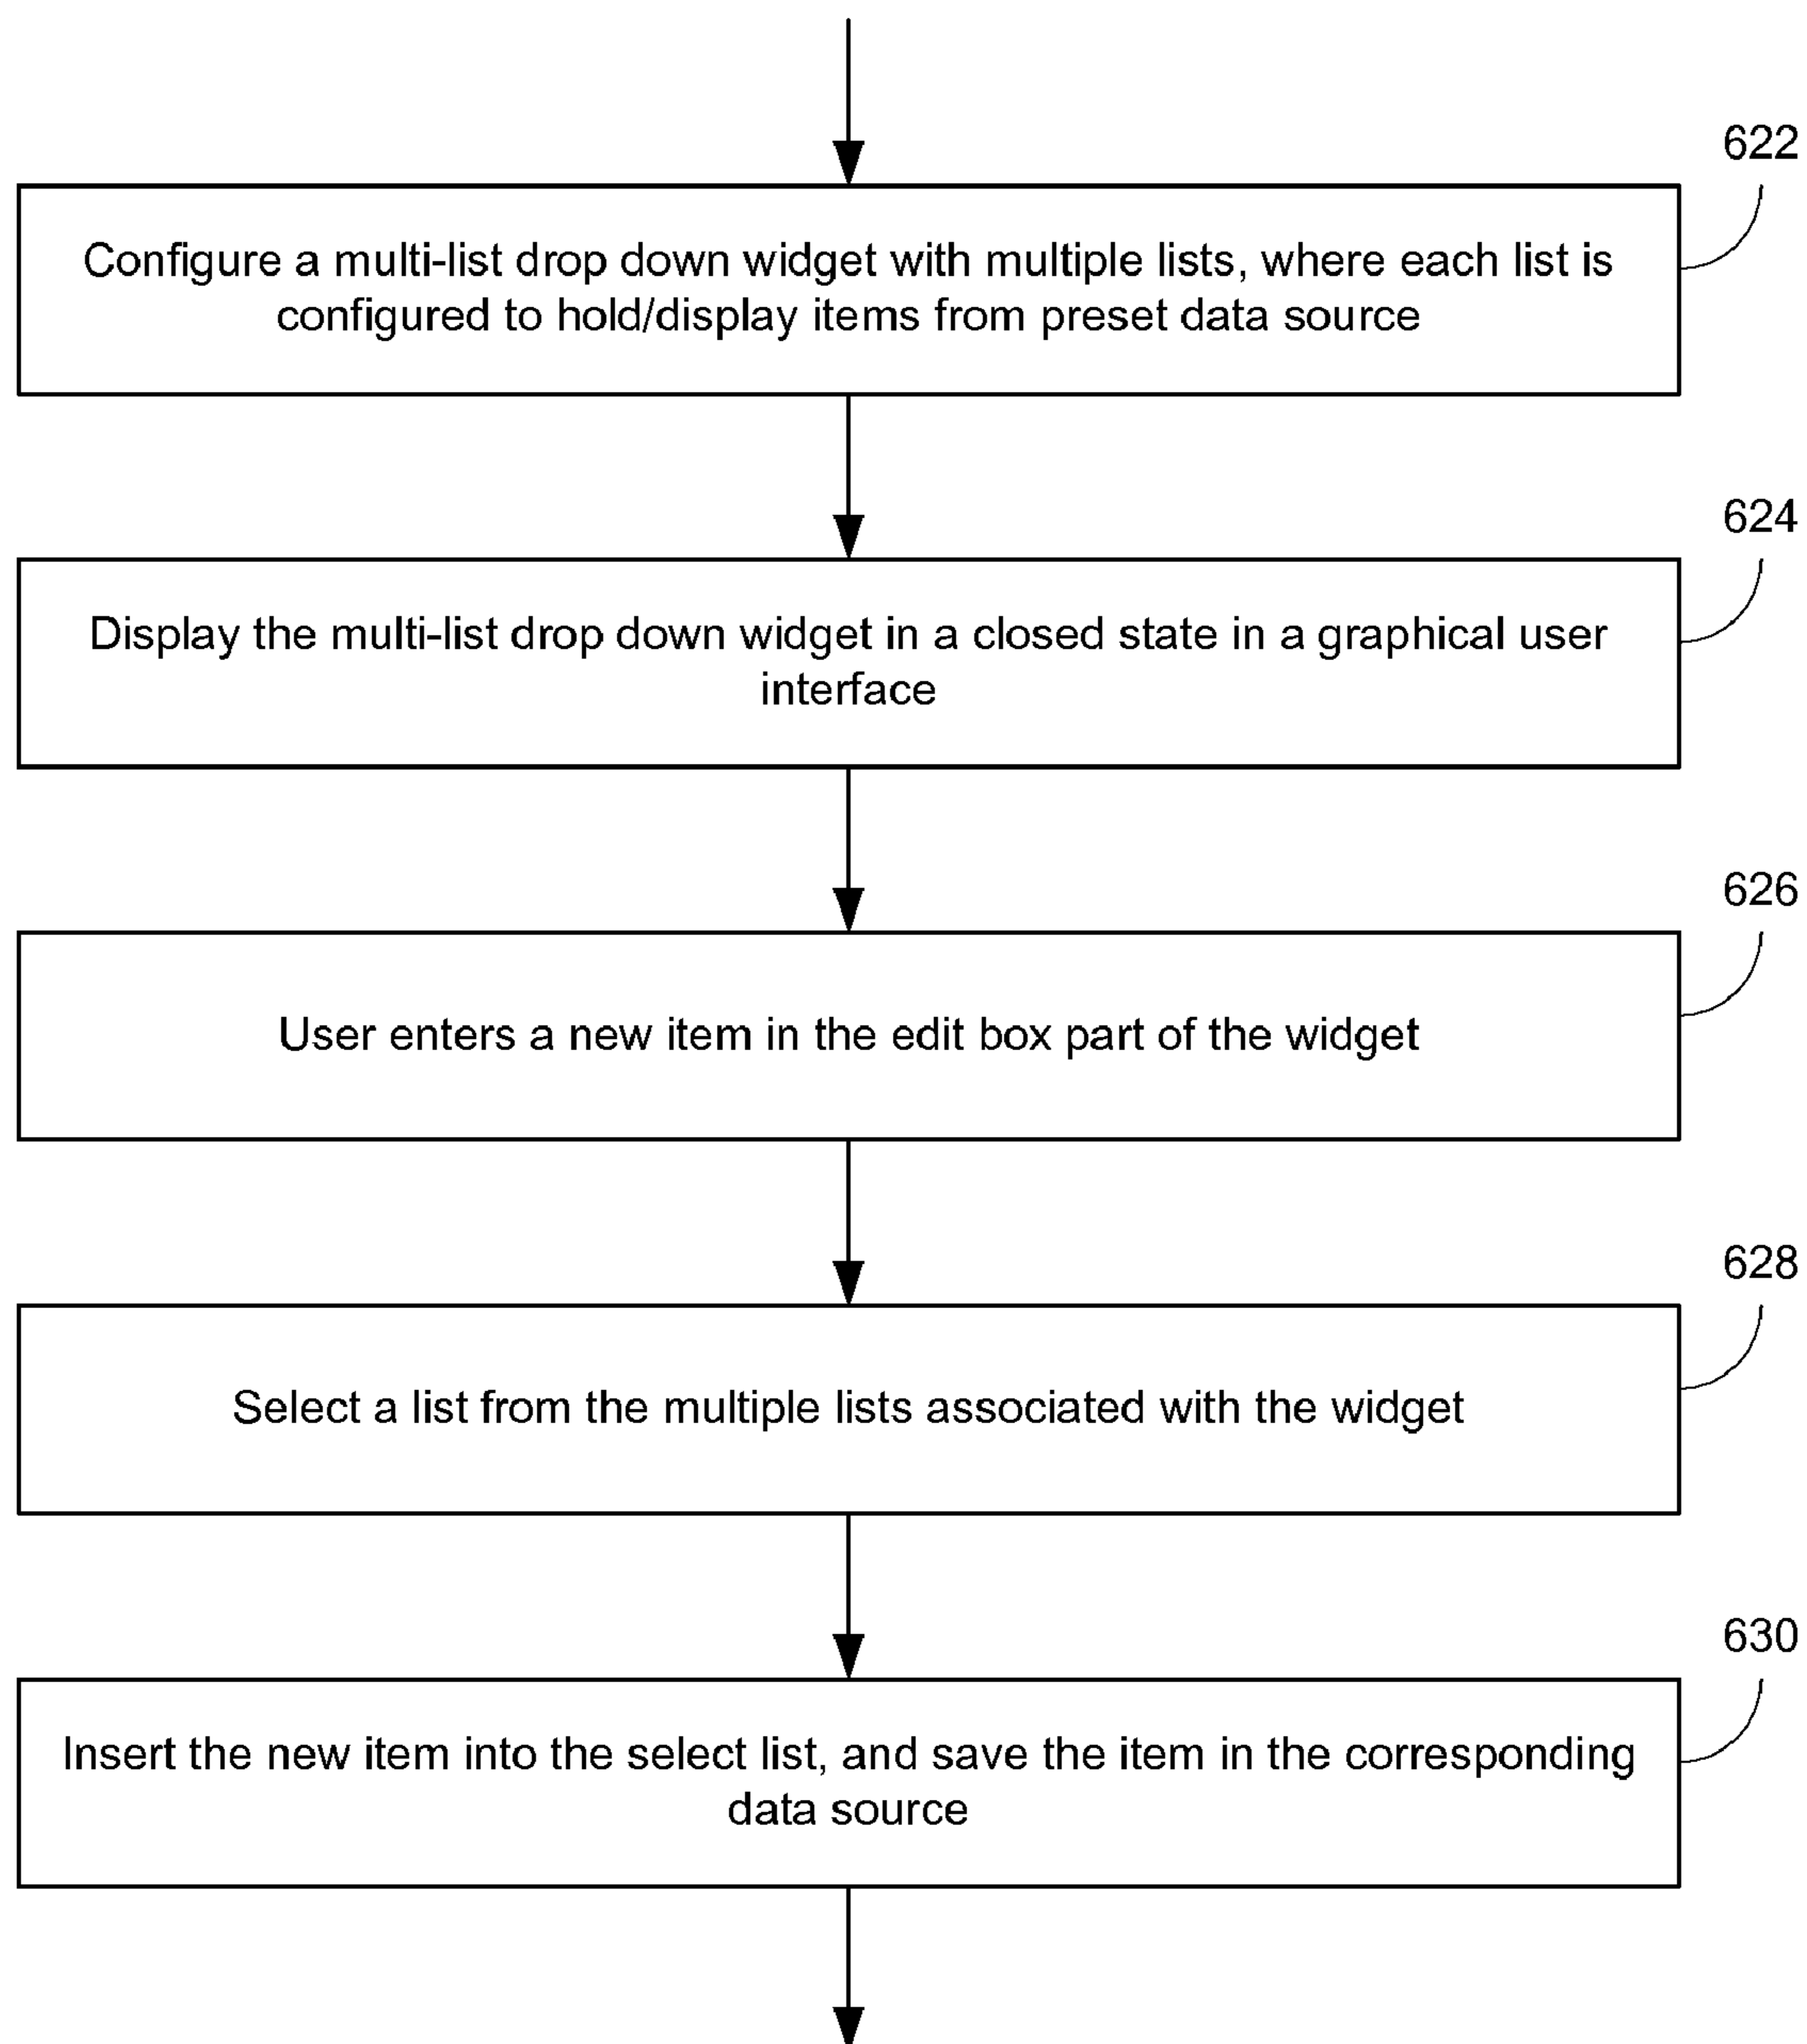 622
Configure a multi-list drop down widget with multiple lists, where each list is
configured to hold/display items from preset data source
624
Display the multi-list drop down widget in a closed state in a graphical user
interface
626
User enters a new item in the edit box part of the widget
628
Select a list from the multiple lists associated with the widget
630
Insert the new item into the select list, and save the item in the corresponding
data source